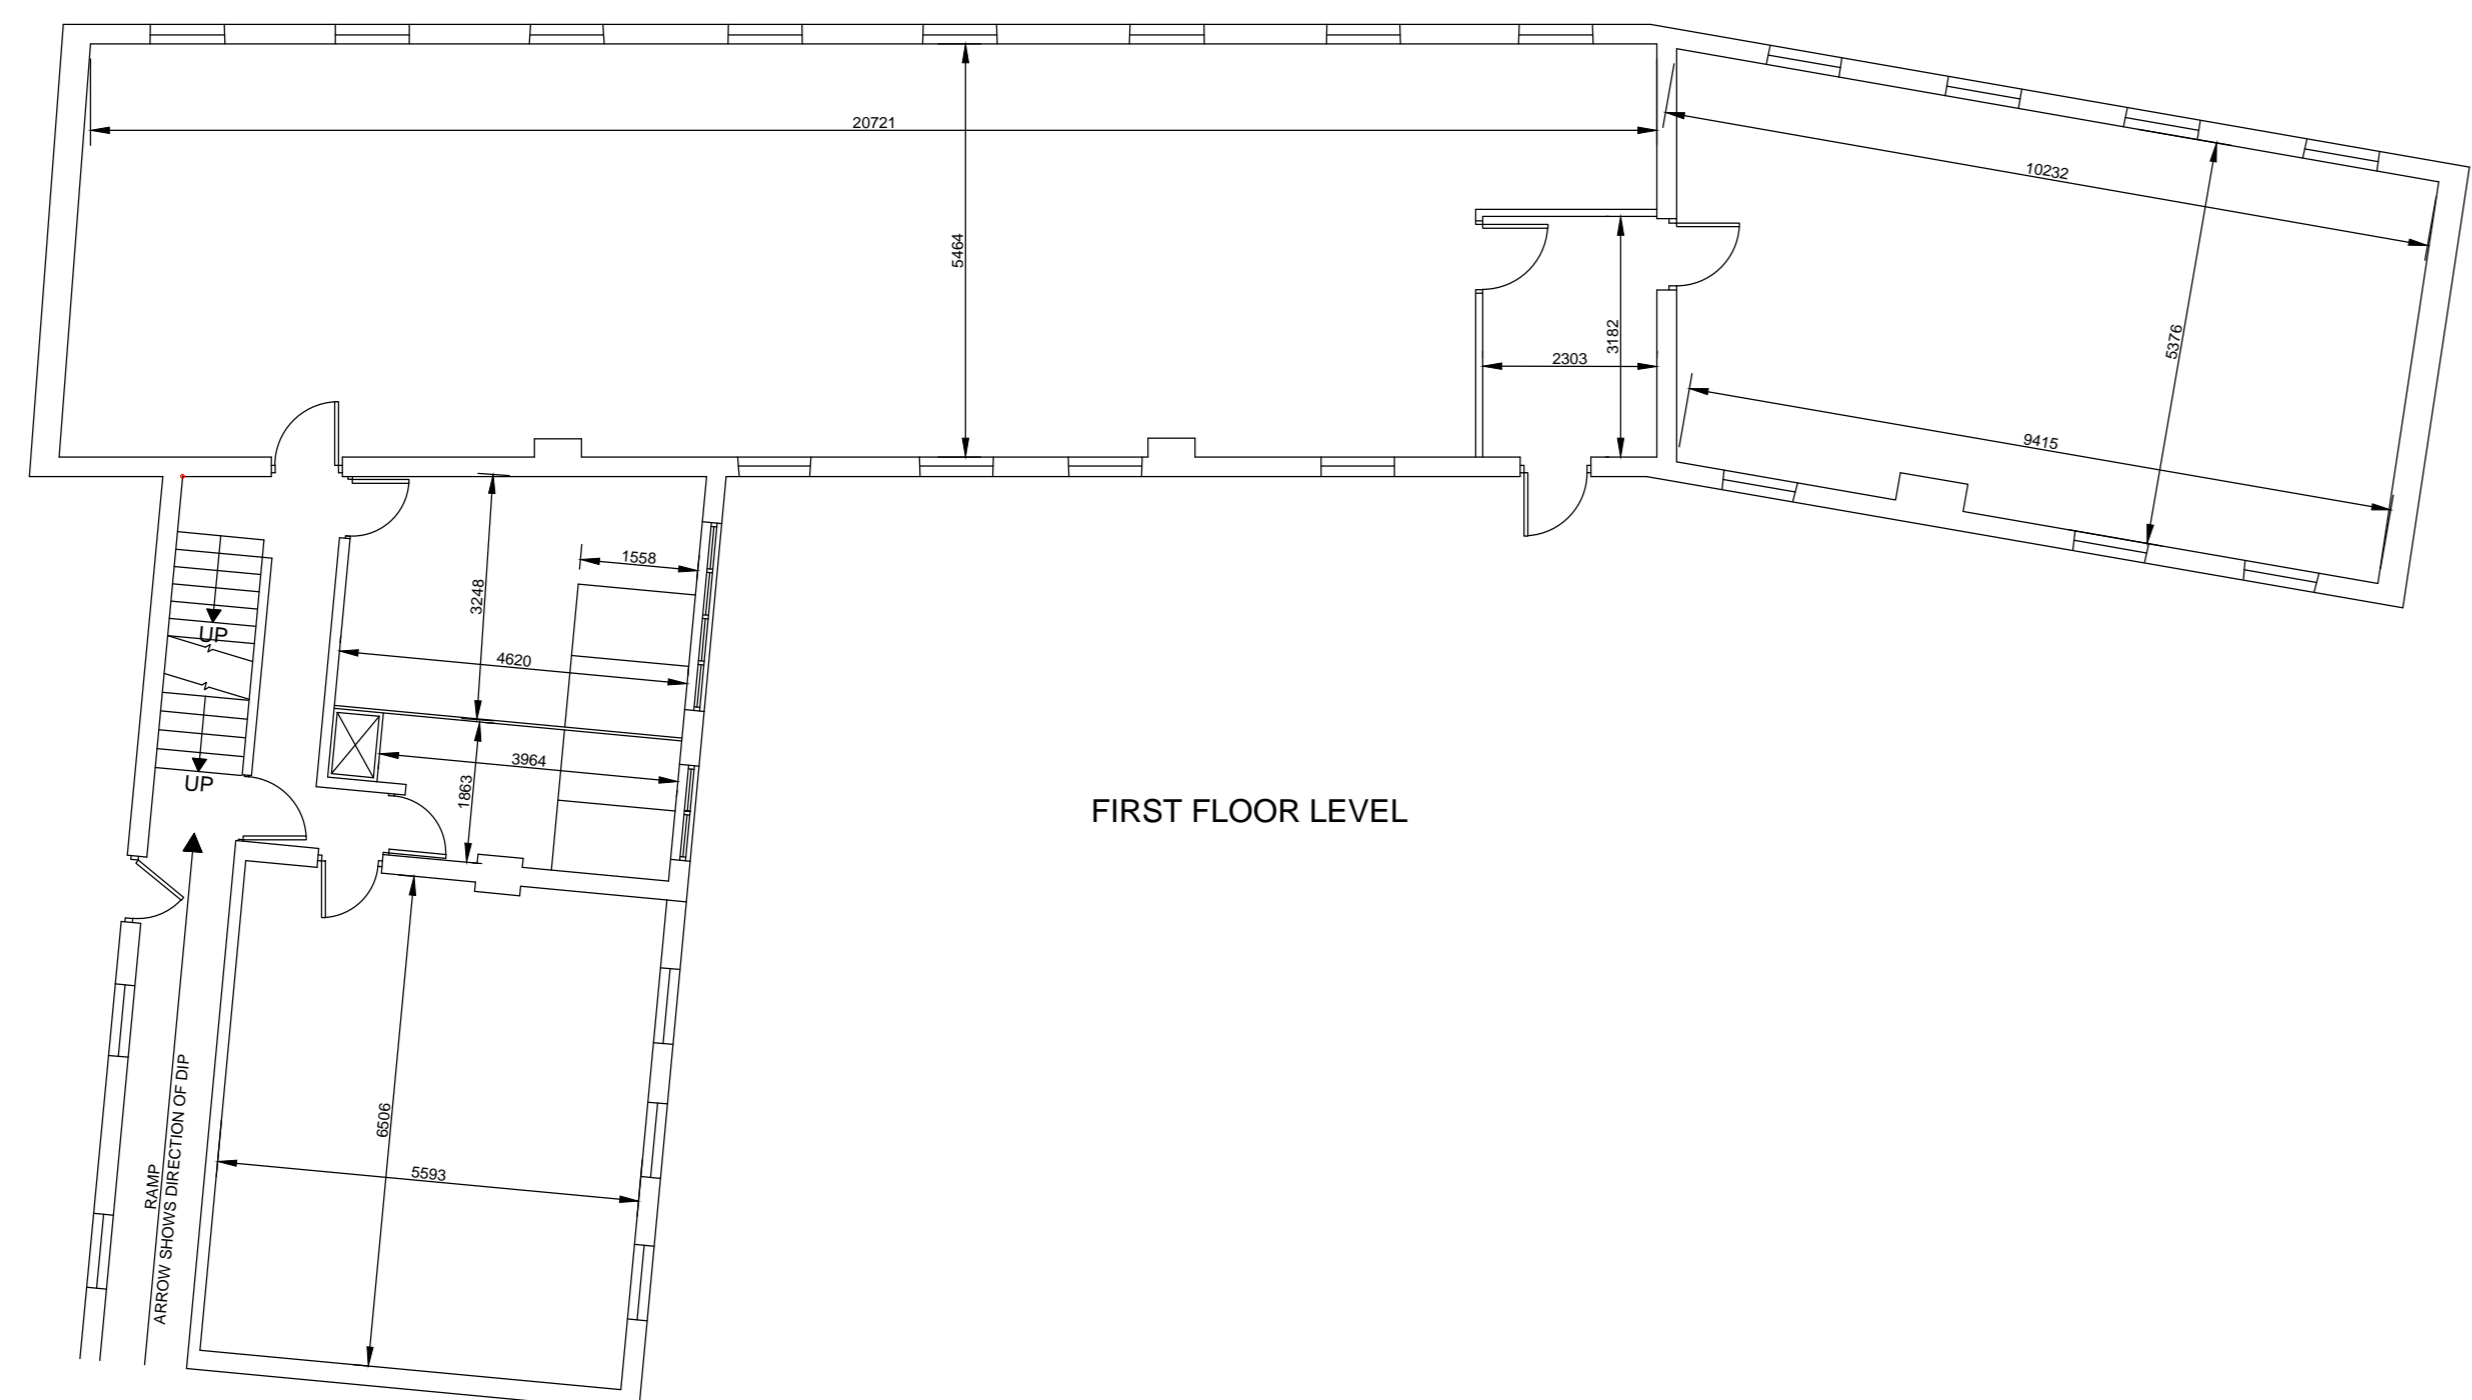 20721
5464
10232
5376
3182
2303
9415
1558
3248
4620
UP
3964
1863
UP
FIRST FLOOR LEVEL
6506
5593
RAMP
ARROW SHOWS DIRECTION OF DIP